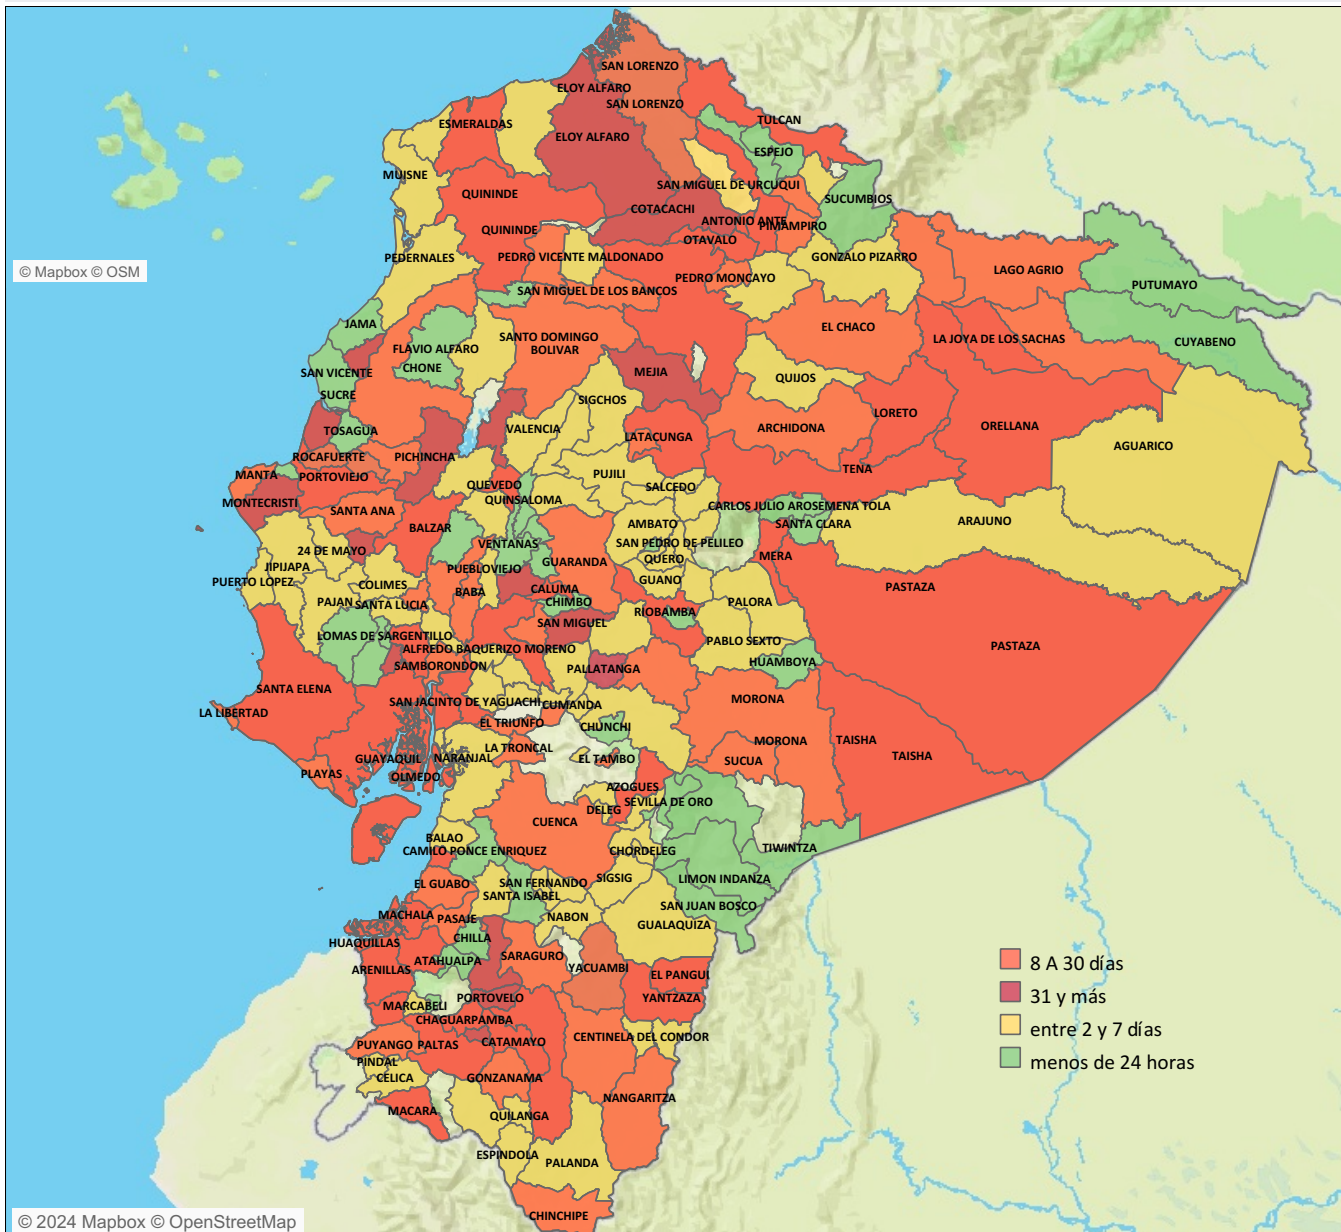 SAN LORENZO
ELOY ALFARO
SAN LORENZO
ESMERALDAS
TULCAN
ELOY ALFARO
ESPEJO
MUISNE
SAN MIGUEL DE URCUQUI
QUININDE
SUCUMBIOS
COTACACHI
ANTONIO ANTE
PIMAMPIRO
QUININDE
OTAVALO
PEDERNALES
PEDRO VICENTE MALDONADO
GONZALO PIZARRO
© Mapbox © OSM
LAGO AGRIO
PEDRO MONCAYO
PUTUMAYO
SAN MIGUEL DE LOS BANCOS
JAMA
EL CHACO
SANTO DOMINGO
LA JOYA DE LOS SACHAS
CUYABENO
FLAVIO ALFARO
BOLIVAR
CHONE
SAN VICENTE
MEJIA
QUIJOS
SUCRE
SIGCHOS
LORETO
TOSAGUA
VALENCIA
ARCHIDONA
ORELLANA
LATACUNGA
AGUARICO
ROCAFUERTE
PICHINCHA
TENA
MANTA
PORTOVIEJO
PUJILI
QUEVEDO
SALCEDO
MONTECRISTI
QUINSALOMA
CARLOS JULIO AROSEMENA TOLA
SANTA ANA
ARAJUNO
BALZAR
AMBATO
SANTA CLARA
VENTANAS
SAN PEDRO DE PELILEO
24 DE MAYO
QUERO
MERA
GUARANDA
JIPIJAPA
PUEBLOVIEJO
PUERTO LOPEZ
COLIMES
GUANO
PASTAZA
BABA
CALUMA
PAJAN
SANTA LUCIA
CHIMBO
PALORA
RIOBAMBA
SAN MIGUEL
LOMAS DE SARGENTILLO
PABLO SEXTO
PASTAZA
ALFREDO BAQUERIZO MORENO
HUAMBOYA
SAMBORONDON
PALLATANGA
SANTA ELENA
MORONA
SAN JACINTO DE YAGUACHI
CUMANDA
LA LIBERTAD
EL TRIUNFO
CHUNCHI
MORONA
TAISHA
LA TRONCAL
TAISHA
GUAYAQUIL
NARANJAL
EL TAMBO
SUCUA
PLAYAS
OLMEDO
AZOGUES
SEVILLA DE ORO
DELEG
CUENCA
BALAO
TIWINTZA
CAMILO PONCE ENRIQUEZ
CHORDELEG
SIGSIG
LIMON INDANZA
EL GUABO
SAN FERNANDO
SANTA ISABEL
SAN JUAN BOSCO
MACHALA
PASAJE
NABON
GUALAQUIZA
HUAQUILLAS
CHILLA
SARAGURO
ATAHUALPA
ARENILLAS
YACUAMBI
EL PANGUI
8 A 30 días
PORTOVELO
YANTZAZA
31 y más
MARCABELI
CHAGUARPAMBA
entre 2 y 7 días
PUYANGO
PALTAS
CATAMAYO
CENTINELA DEL CONDOR
PINDAL
menos de 24 horas
CELICA
GONZANAMA
NANGARITZA
MACARA
QUILANGA
ESPINDOLA
PALANDA
CHINCHIPE
© 2024 Mapbox © OpenStreetMap